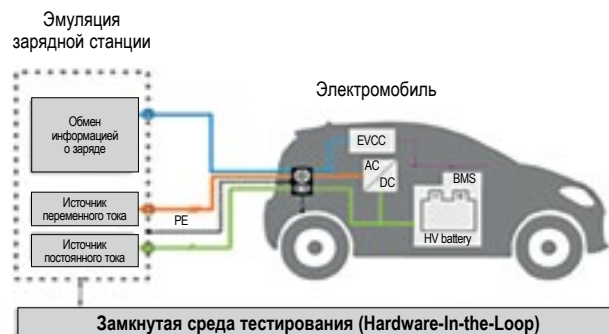 Эмуляция
зарядной станции
Электромобиль
Обмен
информацией
о заряде
EVCC
AC
DC
BMS
Источник
переменного тока
PE
Источник
постоянного тока
HV battery
Замкнутая среда тестирования (Hardware-In-the-Loop)